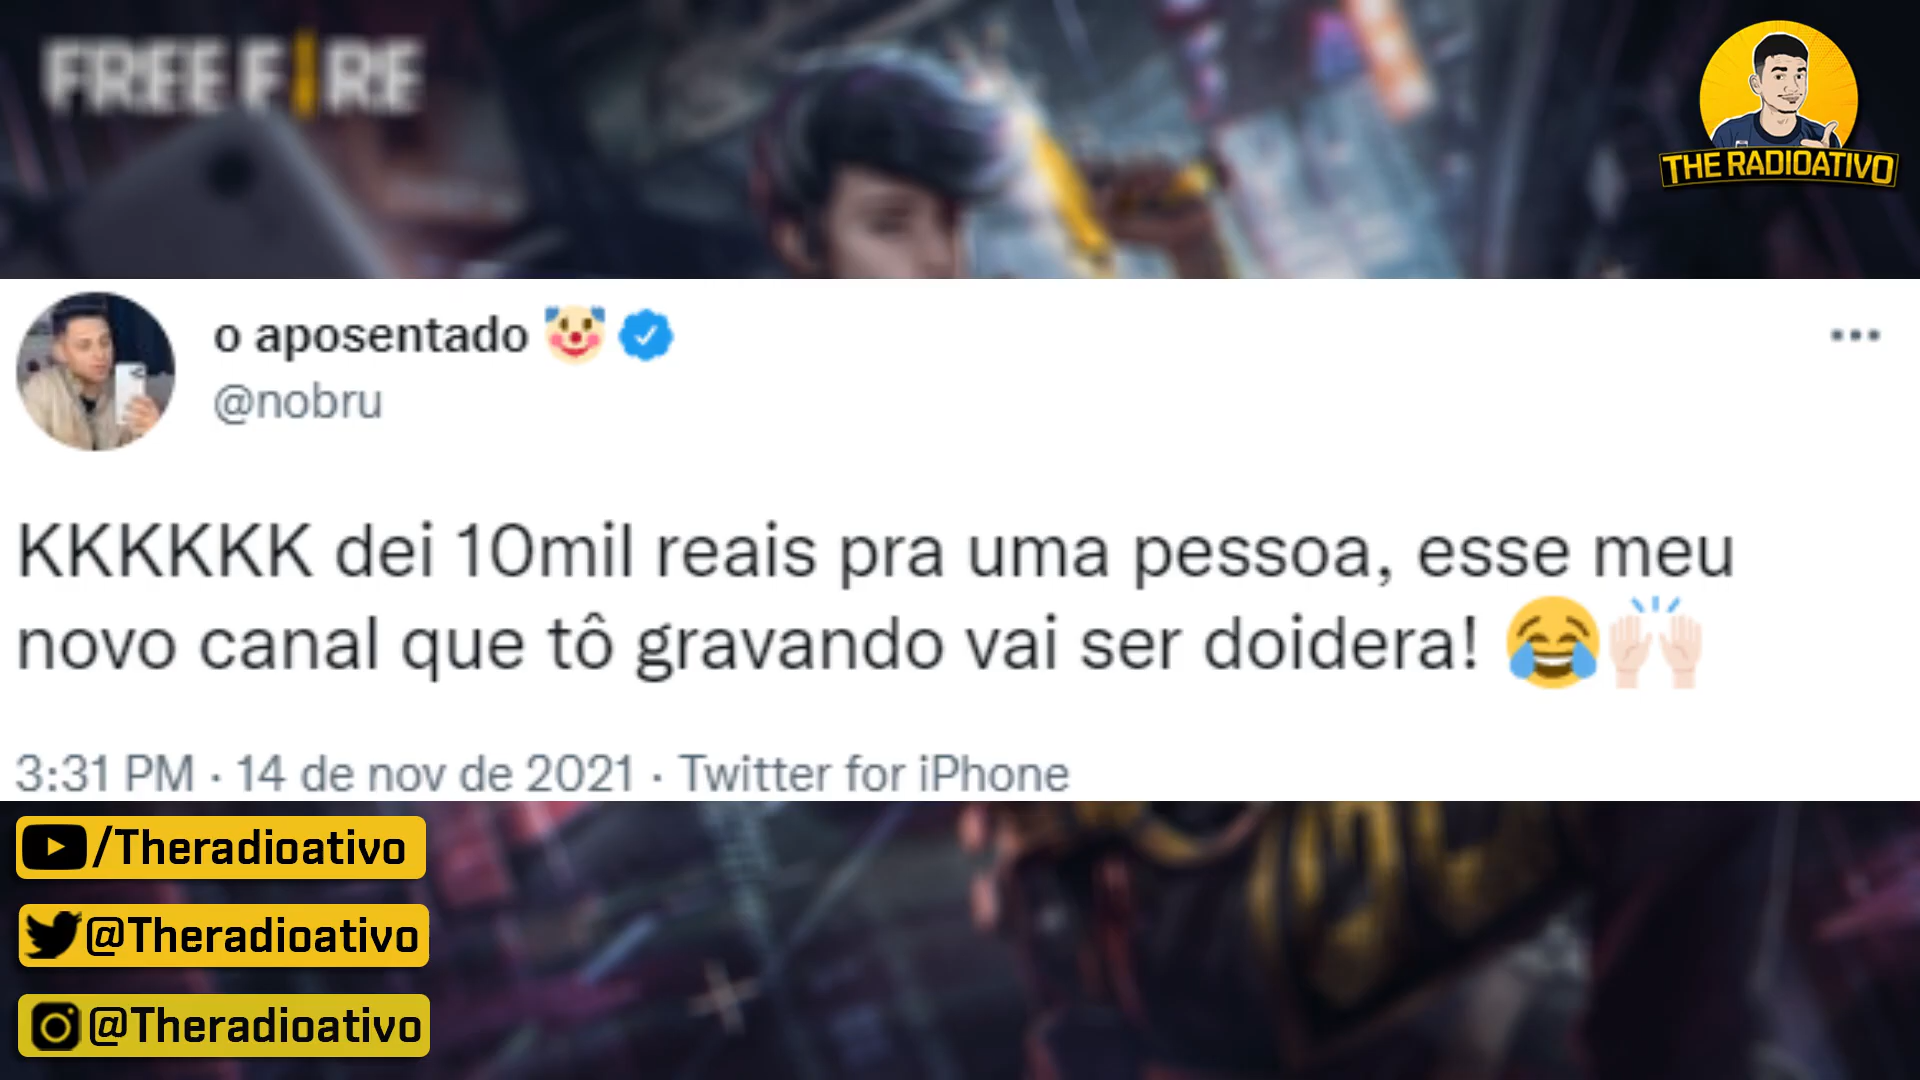 FREE FIRE
THE RADIOATIVO
o aposentado 🤡
@nobru
KKKKKK dei 10mil reais pra uma pessoa, esse meu
novo canal que tô gravando vai ser doidera! 😂🙌🏻
3:31 PM · 14 de nov de 2021 · Twitter for iPhone
/Theradioativo
@Theradioativo
@Theradioativo